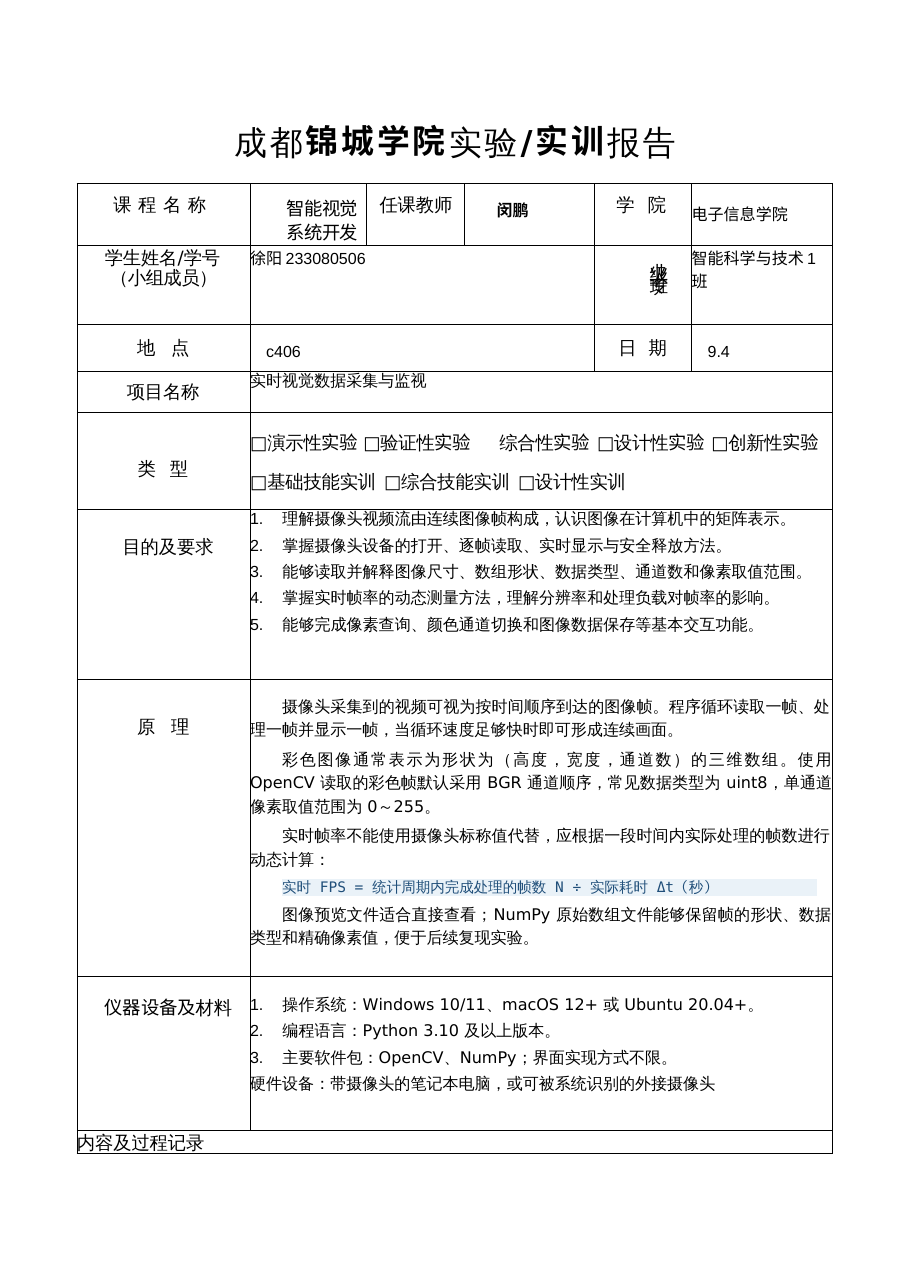 成都锦城学院实验/实训报告
课 程 名 称
智能视觉
系统开发
任课教师
闵鹏
学 院
电子信息学院
学生姓名/学号
（小组成员）
徐阳 233080506
智能科学与技术 1
班
地 点
c406
日 期
9.4
项目名称
实时视觉数据采集与监视
类 型
□演示性实验 □验证性实验 综合性实验 □设计性实验 □创新性实验
□基础技能实训 □综合技能实训 □设计性实训
目的及要求
1. 理解摄像头视频流由连续图像帧构成，认识图像在计算机中的矩阵表示。
2. 掌握摄像头设备的打开、逐帧读取、实时显示与安全释放方法。
3. 能够读取并解释图像尺寸、数组形状、数据类型、通道数和像素取值范围。
4. 掌握实时帧率的动态测量方法，理解分辨率和处理负载对帧率的影响。
5. 能够完成像素查询、颜色通道切换和图像数据保存等基本交互功能。
原 理
摄像头采集到的视频可视为按时间顺序到达的图像帧。程序循环读取一帧、处
理一帧并显示一帧，当循环速度足够快时即可形成连续画面。
彩色图像通常表示为形状为（高度，宽度，通道数）的三维数组。使用
OpenCV 读取的彩色帧默认采用 BGR 通道顺序，常见数据类型为 uint8，单通道
像素取值范围为 0～255。
实时帧率不能使用摄像头标称值代替，应根据一段时间内实际处理的帧数进行
动态计算：
实时 FPS = 统计周期内完成处理的帧数 N ÷ 实际耗时 Δt（秒）
图像预览文件适合直接查看；NumPy 原始数组文件能够保留帧的形状、数据
类型和精确像素值，便于后续复现实验。
仪器设备及材料
1. 操作系统：Windows 10/11、macOS 12+ 或 Ubuntu 20.04+。
2. 编程语言：Python 3.10 及以上版本。
3. 主要软件包：OpenCV、NumPy；界面实现方式不限。
硬件设备：带摄像头的笔记本电脑，或可被系统识别的外接摄像头
内容及过程记录